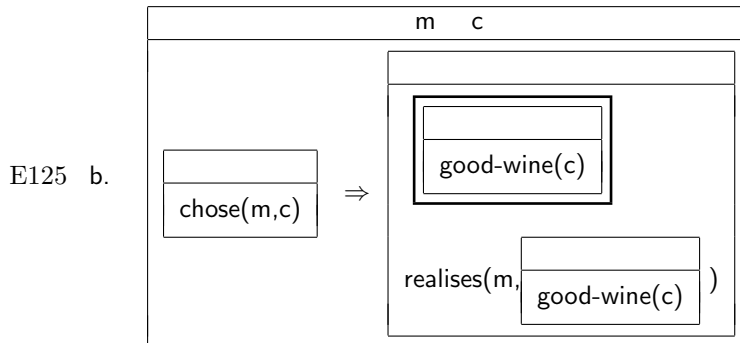 m c
good-wine(c)
E125 b.
chose(m,c) ⇒
realises(m, good-wine(c) )